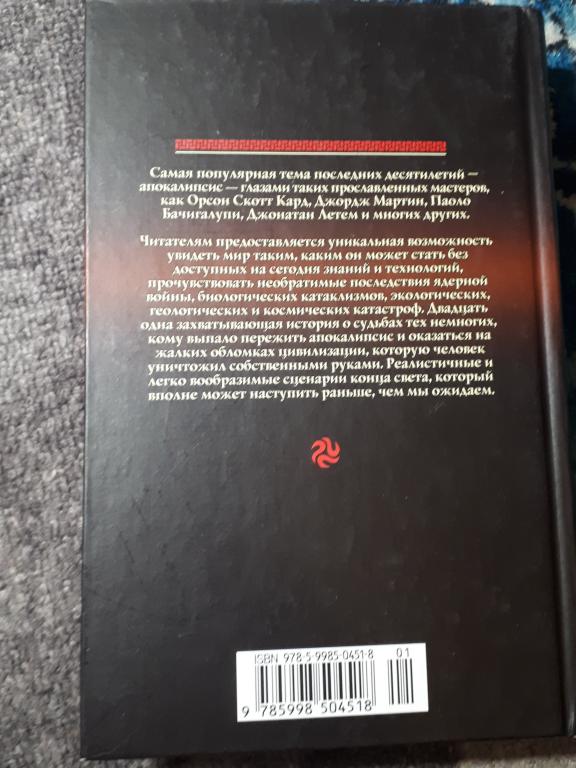 Самая популярная тема последних десятилетий —
апокалипсис — глазами таких прославленных мастеров,
как Орсон Скотт Кард, Джордж Мартин, Паоло
Бачигалупи, Джонатан Летем и многих других.
Читателям предоставляется уникальная возможность
увидеть мир таким, каким он может стать без
доступных на сегодня знаний и технологий,
прочувствовать необратимые последствия ядерной
войны, биологических катаклизмов, экологических,
геологических и космических катастроф. Двадцать
одна захватывающая история о судьбах тех немногих,
кому выпало пережить апокалипсис и оказаться на
жалких обломках цивилизации, которую человек
уничтожил собственными руками. Реалистичные и
легко вообразимые сценарии конца света, который
вполне может наступить раньше, чем мы ожидаем.
ISBN 978-5-9985-0451-8 01
9 785998 504518